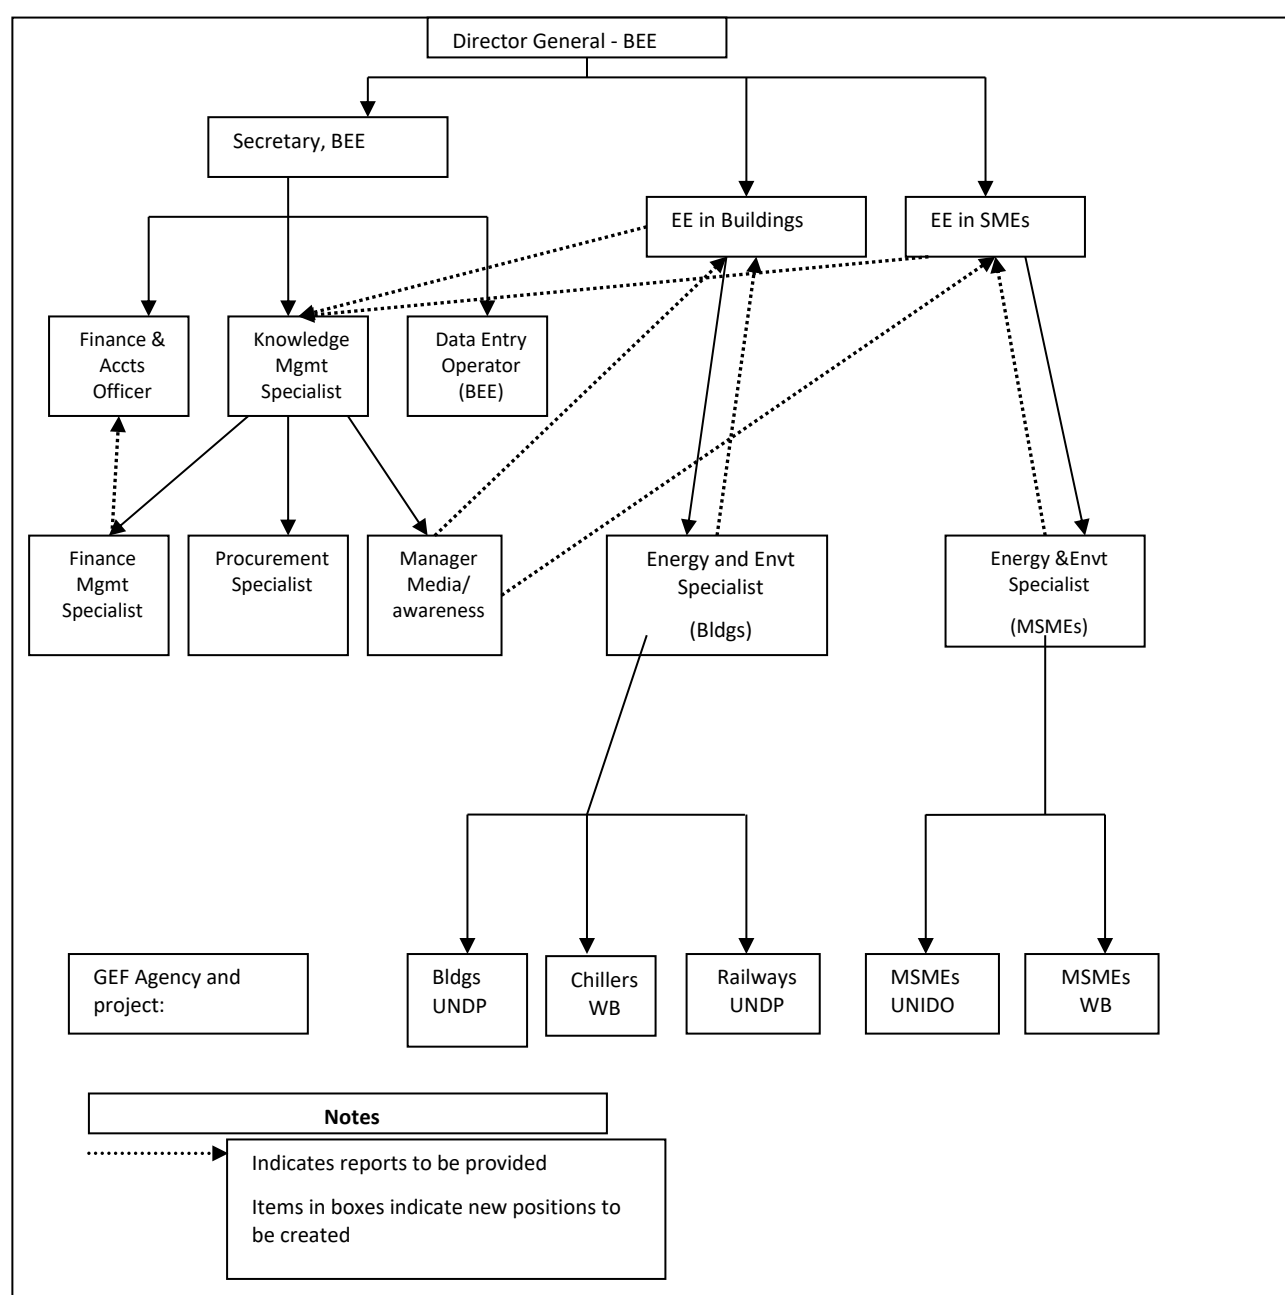 Director General - BEE
Secretary, BEE
EE in Buildings
EE in SMEs
Finance &
Accts
Officer
Knowledge
Mgmt
Specialist
Data Entry
Operator
(BEE)
Finance
Mgmt
Specialist
Procurement
Specialist
Manager
Media/
awareness
Energy and Envt
Specialist
(Bldgs)
Energy &Envt
Specialist
(MSMEs)
GEF Agency and
project:
Bldgs
UNDP
Chillers
WB
Railways
UNDP
MSMEs
UNIDO
MSMEs
WB
Notes
Indicates reports to be provided
Items in boxes indicate new positions to
be created